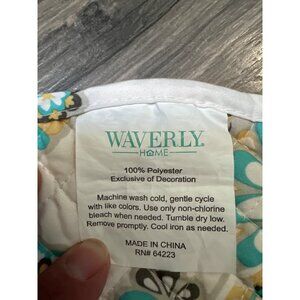 WAVERLY
HOME
100% Polyester
Exclusive of Decoration
Machine wash cold, gentle cycle
with like colors. Use only non-chlorine
bleach when needed. Tumble dry low.
Remove promptly. Cool iron as needed.
MADE IN CHINA
RN# 64223